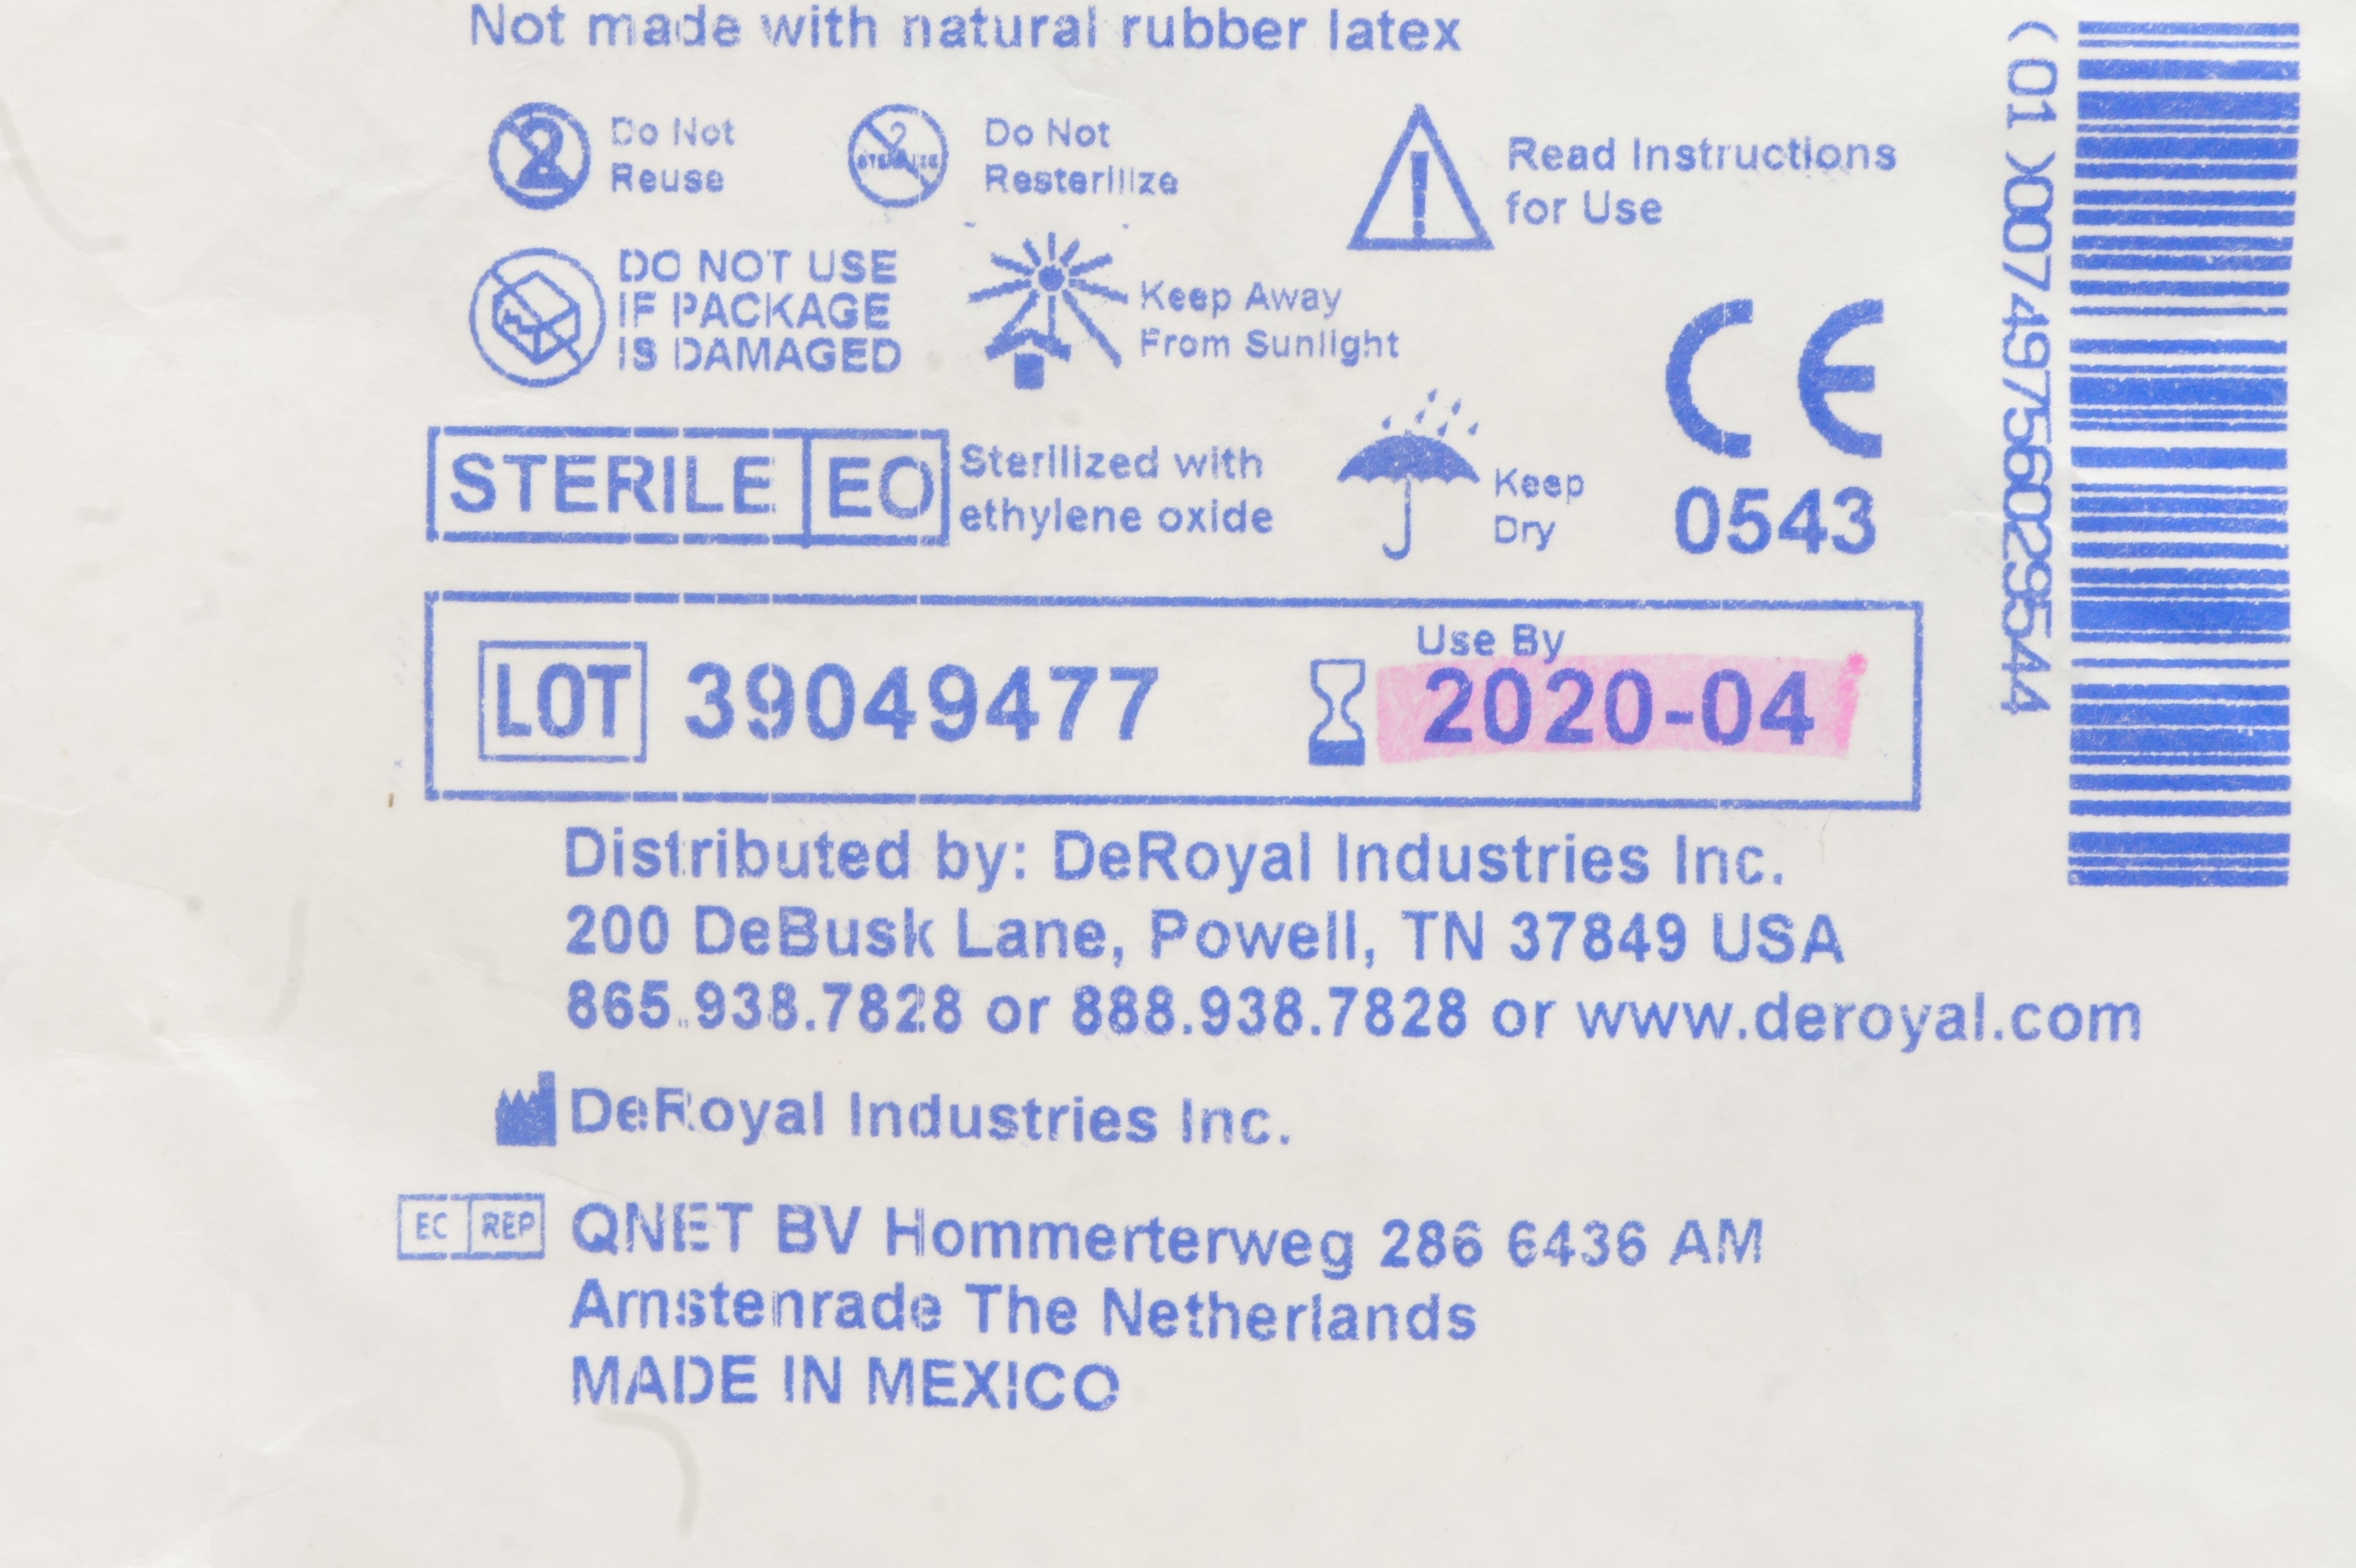 Not made with natural rubber latex
Do Not
Reuse
Do Not
Resterilize
Read Instructions
for Use
DO NOT USE
IF PACKAGE
IS DAMAGED
Keep Away
From Sunlight
STERILE EO
Sterilized with
ethylene oxide
Keep
Dry
CE
0543
LOT 39049477
Use By
2020-04
Distributed by: DeRoyal Industries Inc.
200 DeBusk Lane, Powell, TN 37849 USA
865.938.7828 or 888.938.7828 or www.deroyal.com
DeRoyal Industries Inc.
EC REP QNET BV Hommerterweg 286 6436 AM
Amstenrade The Netherlands
MADE IN MEXICO
(01)00749756029544